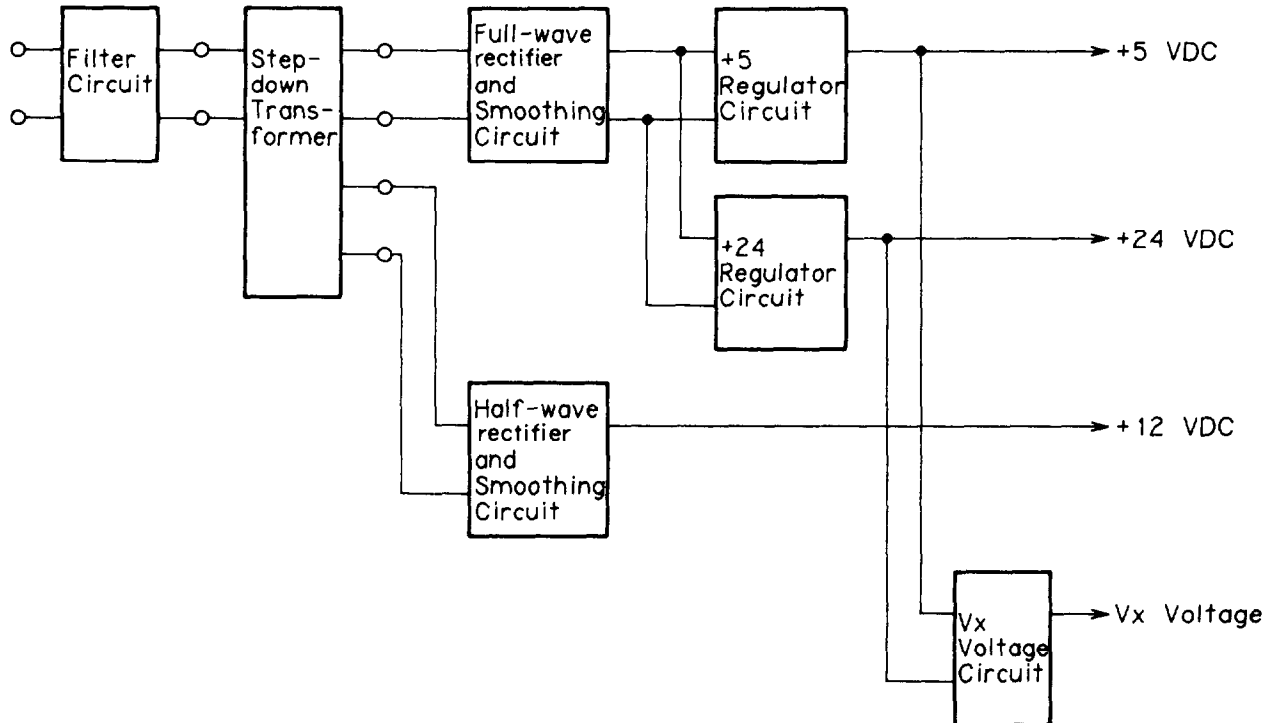 Filter
Circuit
Step-
down
Trans-
former
Full-wave
rectifier
and
Smoothing
Circuit
+5
Regulator
Circuit
+5 VDC
+24
Regulator
Circuit
+24 VDC
Half-wave
rectifier
and
Smoothing
Circuit
+12 VDC
Vx
Voltage
Circuit
Vx Voltage